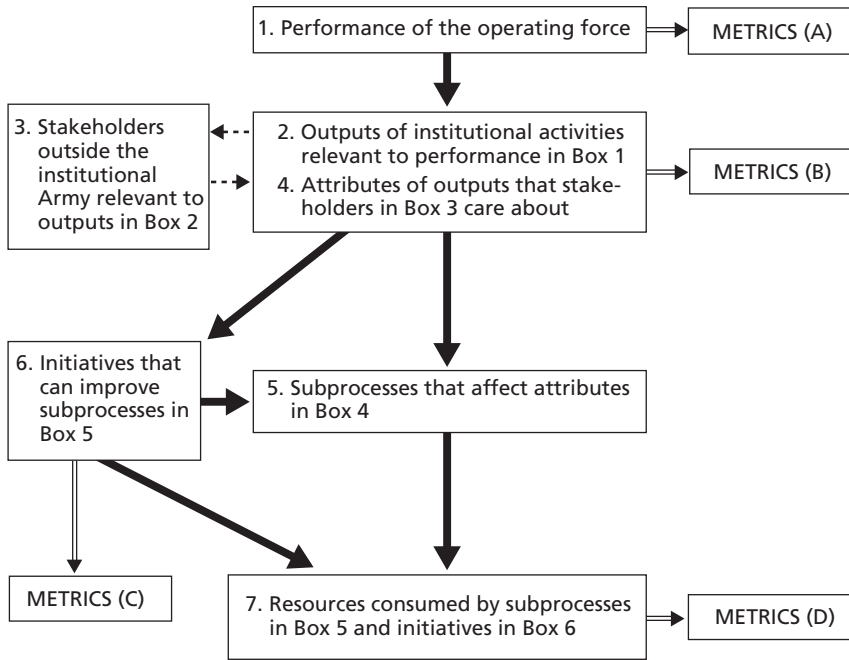 1. Performance of the operating force
METRICS (A)
3. Stakeholders
outside the
institutional
Army relevant to
outputs in Box 2
2. Outputs of institutional activities
relevant to performance in Box 1
4. Attributes of outputs that stake-
holders in Box 3 care about
METRICS (B)
6. Initiatives that
can improve
subprocesses in
Box 5
5. Subprocesses that affect attributes
in Box 4
METRICS (C)
7. Resources consumed by subprocesses
in Box 5 and initiatives in Box 6
METRICS (D)